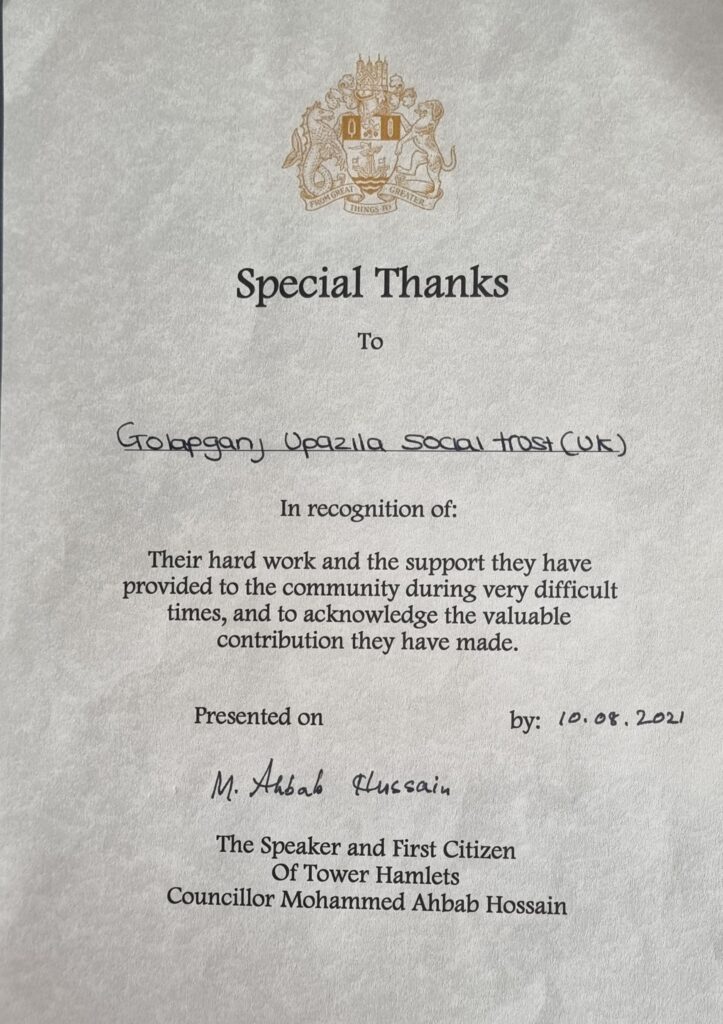 FROM GREAT THINGS TO GREATER
Special Thanks
To
Golapganj Upazila Social trost (UK)
In recognition of:
Their hard work and the support they have
provided to the community during very difficult
times, and to acknowledge the valuable
contribution they have made.
Presented on by: 10.08.2021
M. Ahbab Hussain
The Speaker and First Citizen
Of Tower Hamlets
Councillor Mohammed Ahbab Hossain